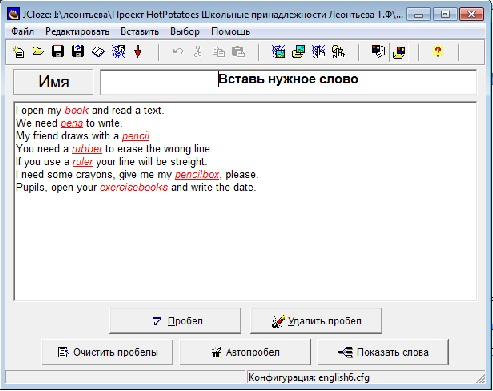 JCloze: I:\леонтьева\Проект HotPotatoes Школьные принадлежности Леонтьева Т.Ф\...
Файл Редактировать Вставить Выбор Помощь
Имя
Вставь нужное слово
I open my book and read a text.
We need pens to write.
My friend draws with a pencil
You need a rubber to erase the wrong line
If you use a ruler your line will be streight.
I need some crayons, give me my pencilbox, please.
Pupils, open your exercisebooks and write the date.
Пробел Удалить пробел
Очистить пробелы Автопробел Показать слова
Конфигурация: english6.cfg